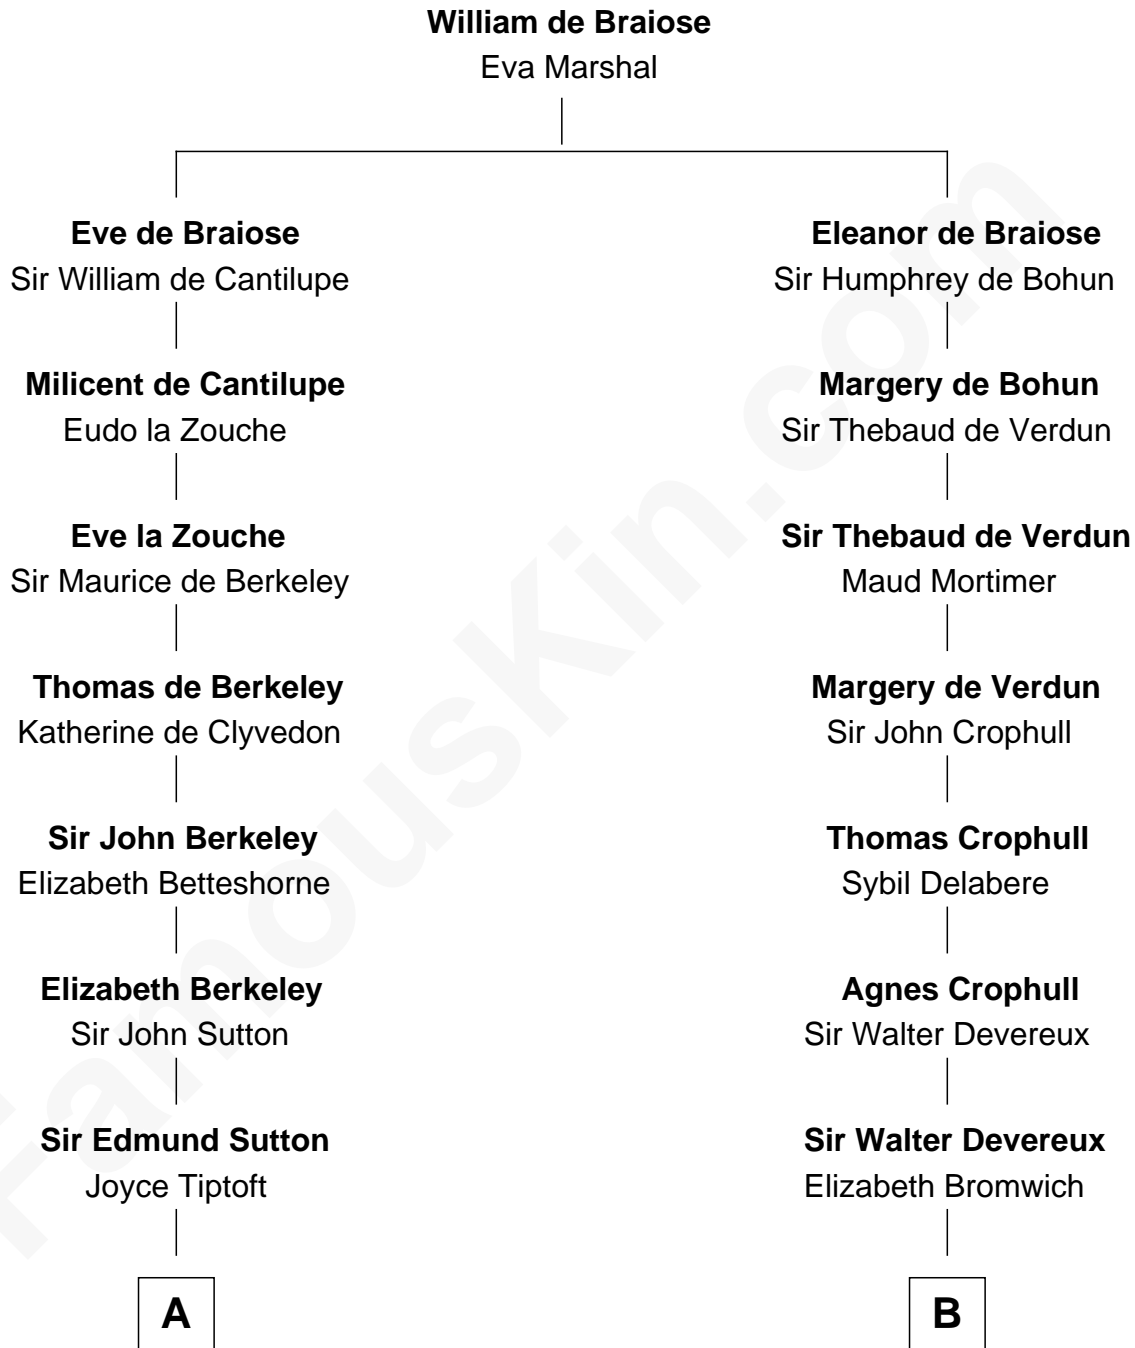 William de Braiose
Eva Marshal
Eve de Braiose
Sir William de Cantilupe
Eleanor de Braiose
Sir Humphrey de Bohun
Milicent de Cantilupe
Eudo la Zouche
Margery de Bohun
Sir Thebaud de Verdun
Eve la Zouche
Sir Maurice de Berkeley
Sir Thebaud de Verdun
Maud Mortimer
Thomas de Berkeley
Katherine de Clyvedon
Margery de Verdun
Sir John Crophull
Sir John Berkeley
Elizabeth Betteshorne
Thomas Crophull
Sybil Delabere
Elizabeth Berkeley
Sir John Sutton
Agnes Crophull
Sir Walter Devereux
Sir Edmund Sutton
Joyce Tiptoft
Sir Walter Devereux
Elizabeth Bromwich
A
B
FamousKin.com